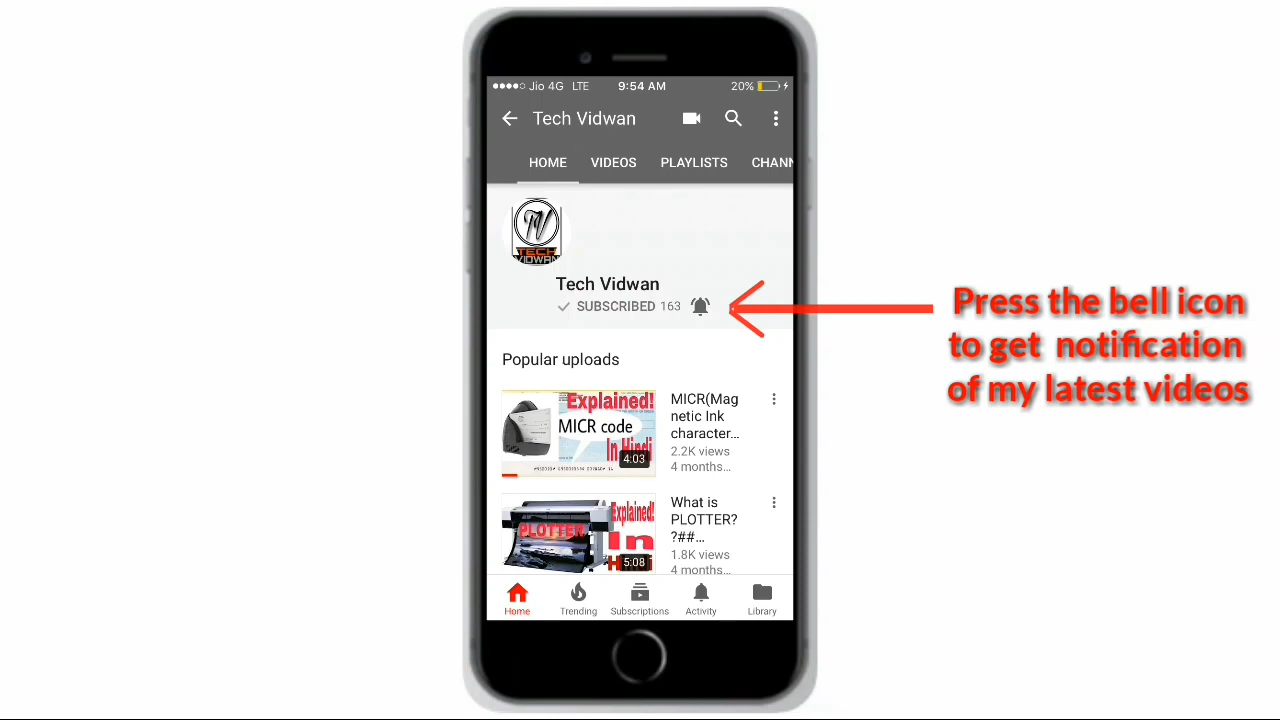 Jio 4G LTE 9:54 AM 20%
Tech Vidwan
HOME VIDEOS PLAYLISTS CHANN
TV
TECH
VIDWAN
Tech Vidwan
SUBSCRIBED 163
Press the bell icon
to get notification
of my latest videos
Popular uploads
Explained!
MICR code
In Hindi
4:03
MICR(Mag
netic Ink
character...
2.2K views
4 months...
Explained!
PLOTTER
In
5:08
What is
PLOTTER?
?##...
1.8K views
4 months...
Home Trending Subscriptions Activity Library